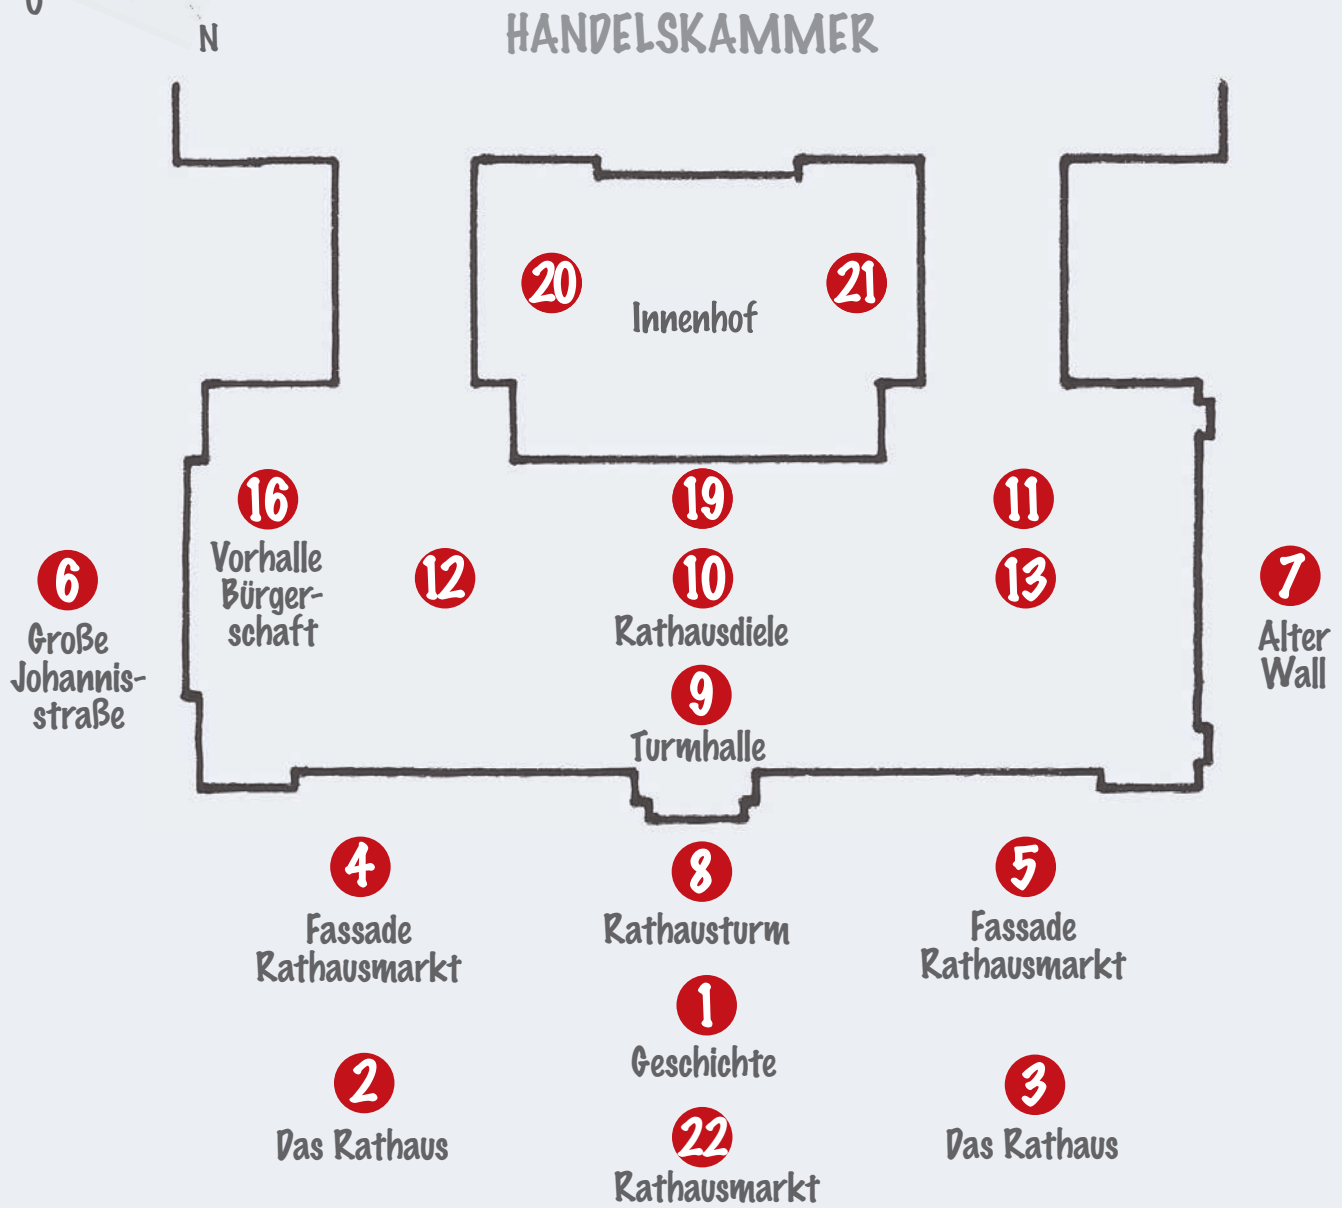 O
N
HANDELSKAMMER
20
21
Innenhof
16
Vorhalle
Bürger-
schaft
19
11
6
Große
Johannis-
straße
12
10
Rathausdiele
13
7
Alter
Wall
9
Turmhalle
4
Fassade
Rathausmarkt
8
Rathausturm
5
Fassade
Rathausmarkt
1
Geschichte
2
Das Rathaus
3
Das Rathaus
22
Rathausmarkt